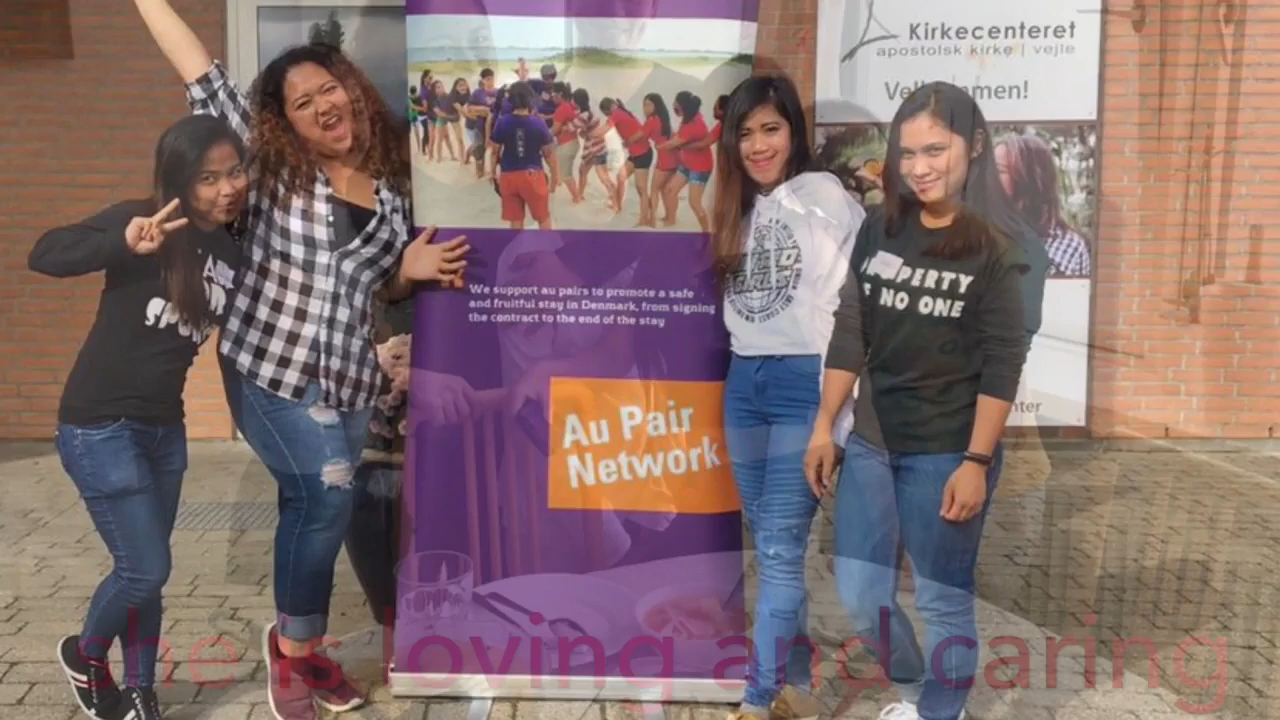 Kirkecenteret
apostolsk kirke | vejle
We support au pairs to promote a safe
and fruitful stay in Denmark, from signing
the contract to the end of the stay
PERTY
NO ONE
Au Pair
Network
she is loving and caring